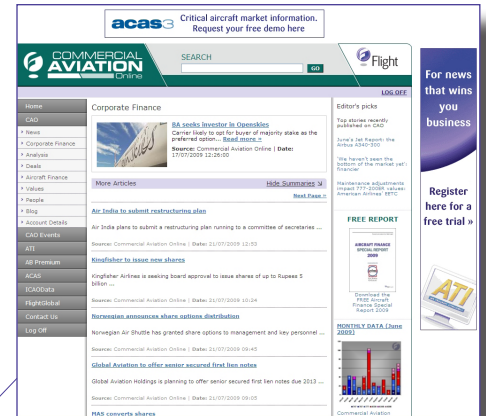 acas3 Critical aircraft market information.
Request your free demo here
COMMERCIAL
AVIATION
Online
SEARCH
GO
Flight
LOG OFF
Home
CAO
News
Corporate Finance
Analysis
Deals
Aircraft Finance
Values
People
Blog
Account Details
CAO Events
ATI
AB Premium
ACAS
ICAOData
FlightGlobal
Contact Us
Log Off
Corporate Finance
BA seeks investor in Openskies
Carrier likely to opt for buyer of majority stake as the
preferred option... Read more »
Source: Commercial Aviation Online | Date:
17/07/2009 12:26:00
More Articles Hide Summaries
Next Page »
Air India to submit restructuring plan
Air India plans to submit a restructuring plan running to a committee of secretaries ...
Source: Commercial Aviation Online | Date: 21/07/2009 12:53
Kingfisher to issue new shares
Kingfisher Airlines is seeking board approval to issue shares of up to Rupees 5
billion ...
Source: Commercial Aviation Online | Date: 21/07/2009 10:24
Norwegian announces share options distribution
Norwegian Air Shuttle has granted share options to management and key personnel ...
Source: Commercial Aviation Online | Date: 21/07/2009 09:45
Global Aviation to offer senior secured first lien notes
Global Aviation Holdings is planning to offer senior secured first lien notes due 2013 ...
Source: Commercial Aviation Online | Date: 21/07/2009 09:05
MAS converts shares
Editor's picks
Top stories recently
published on CAO
June's Jet Report: the
Airbus A340-300
'We haven't seen the
bottom of the market yet':
financier
Maintenance adjustments
impact 777-200ER values:
American Airlines' BETC
FREE REPORT
AIRCRAFT FINANCE
SPECIAL REPORT
2009
Download the
FREE Aircraft
Finance Special
Report 2009
MONTHLY DATA [June
2009]
Commercial Aviation
For news
that wins
you
business
Register
here for a
free trial »
ATI